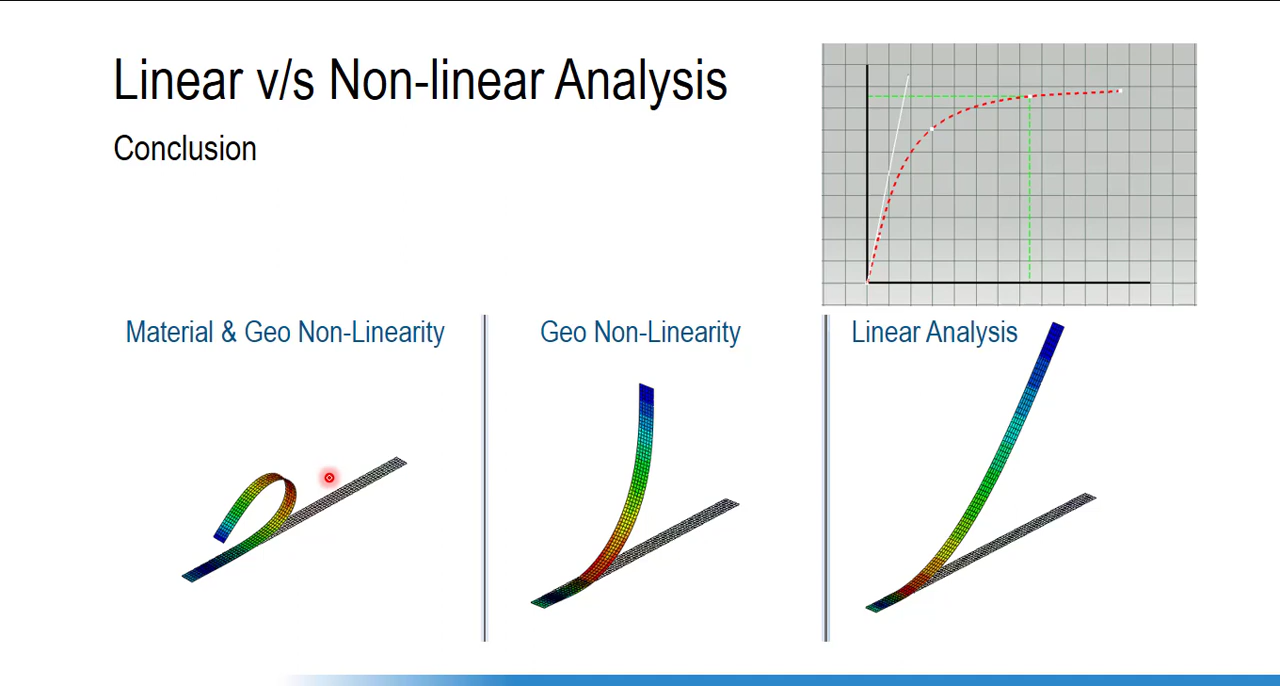 Linear v/s Non-linear Analysis
Conclusion
Material & Geo Non-Linearity
Geo Non-Linearity
Linear Analysis